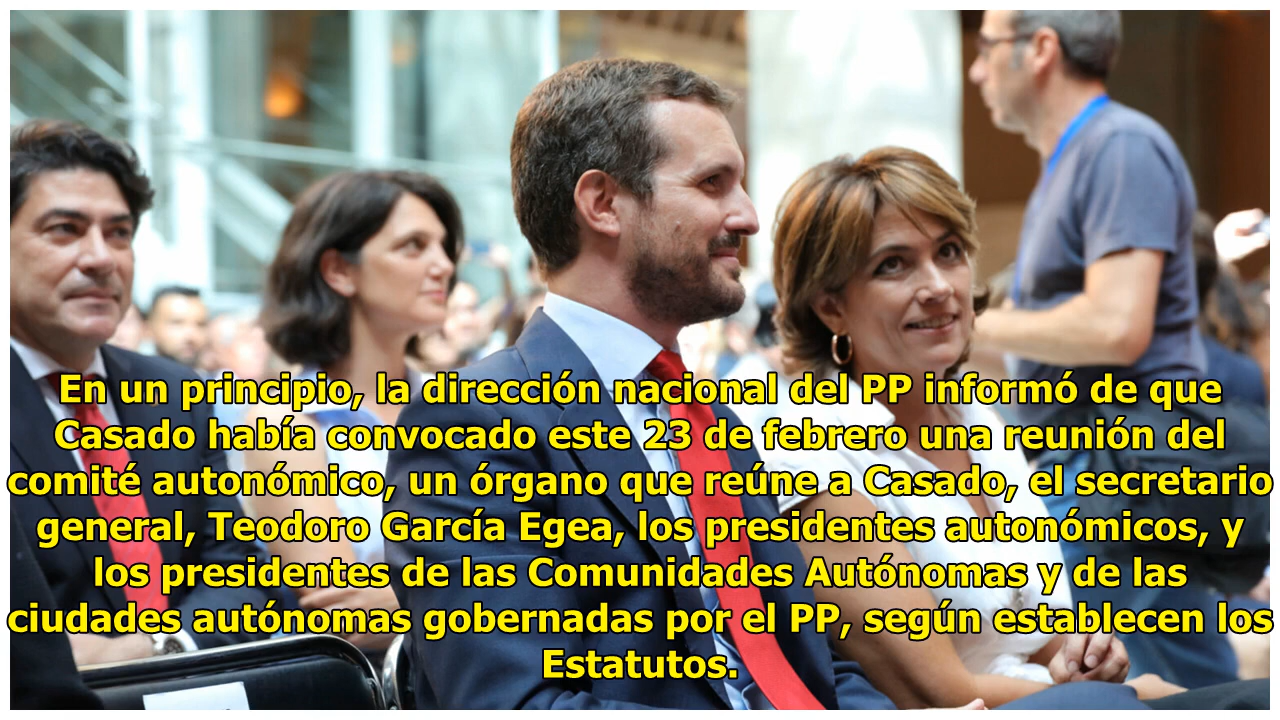 En un principio, la dirección nacional del PP informó de que
Casado había convocado este 23 de febrero una reunión del
comité autonómico, un órgano que reúne a Casado, el secretario
general, Teodoro García Egea, los presidentes autonómicos, y
los presidentes de las Comunidades Autónomas y de las
ciudades autónomas gobernadas por el PP, según establecen los
Estatutos.